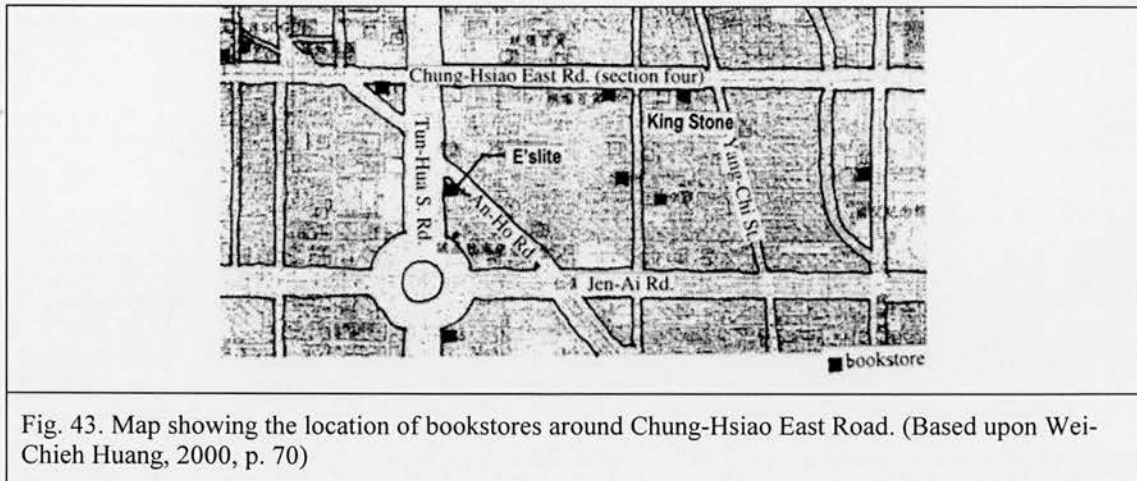 SOGO
Chung-Hsiao East Rd. (section four)
King Stone
Tun-Hua S. Rd.
E'slite
An-Ho Rd
Yang-Chi St.
Jen-Ai Rd.
bookstore
Fig. 43. Map showing the location of bookstores around Chung-Hsiao East Road. (Based upon Wei-
Chieh Huang, 2000, p. 70)